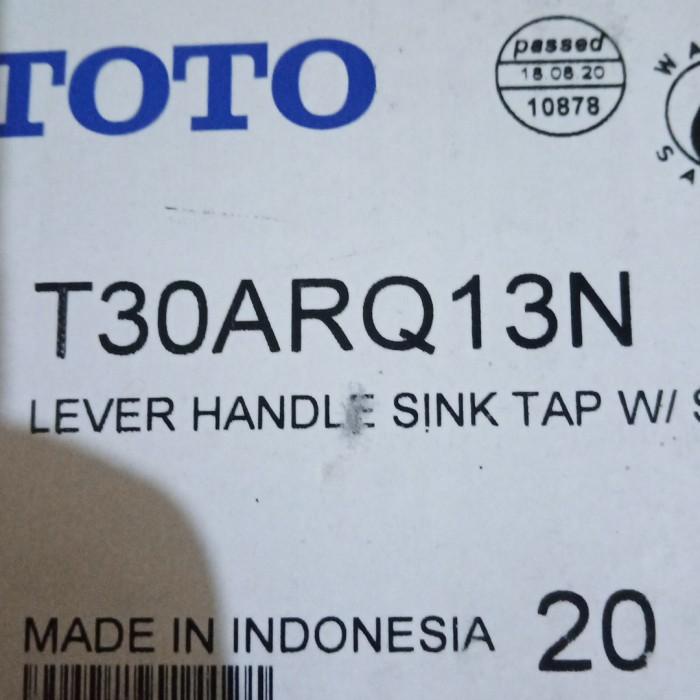 TOTO
passed
18.08.20
10878
T30ARQ13N
LEVER HANDLE SINK TAP W/ S
MADE IN INDONESIA
20